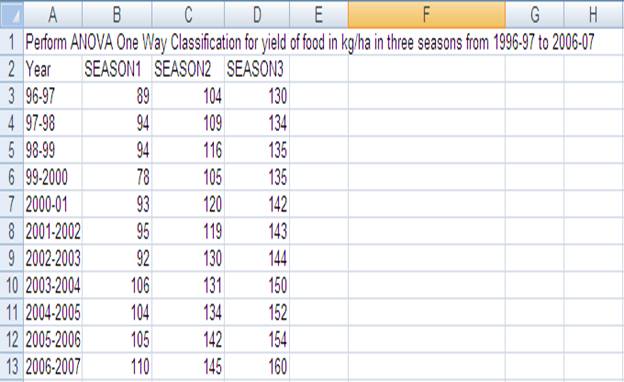 A B C D E F G H
1 Perform ANOVA One Way Classification for yield of food in kg/ha in three seasons from 1996-97 to 2006-07
2 Year SEASON1 SEASON2 SEASON3
3 96-97 89 104 130
4 97-98 94 109 134
5 98-99 94 116 135
6 99-2000 78 105 135
7 2000-01 93 120 142
8 2001-2002 95 119 143
9 2002-2003 92 130 144
10 2003-2004 106 131 150
11 2004-2005 104 134 152
12 2005-2006 105 142 154
13 2006-2007 110 145 160